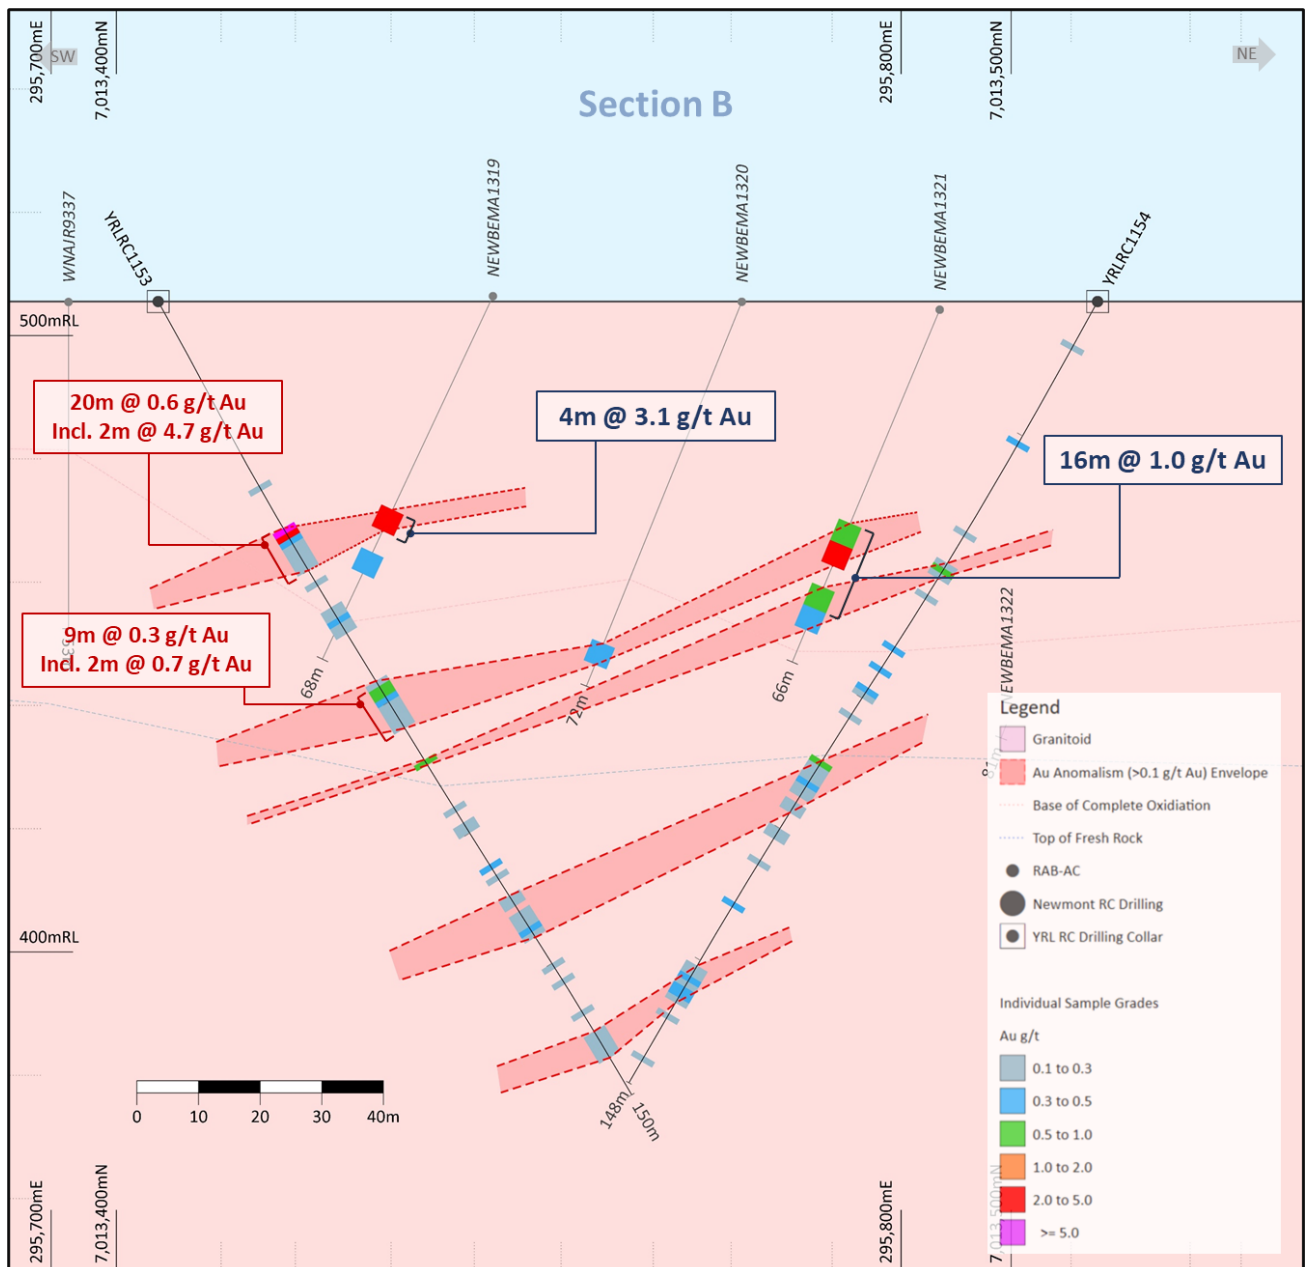 295,700mE
7,013,400mN
295,800mE
7,013,500mN
SW
NE
Section B
WNAJR9337
YRLRC1153
NEWBEMA1319
NEWBEMA1320
NEWBEMA1321
YRLRC1154
500mRL
20m @ 0.6 g/t Au
Incl. 2m @ 4.7 g/t Au
4m @ 3.1 g/t Au
16m @ 1.0 g/t Au
9m @ 0.3 g/t Au
Incl. 2m @ 0.7 g/t Au
68m
72m
66m
NEWBEMA1322
81m
400mRL
148m
150m
0
10
20
30
40m
Legend
Granitoid
Au Anomalism (>0.1 g/t Au) Envelope
Base of Complete Oxidiation
Top of Fresh Rock
RAB-AC
Newmont RC Drilling
YRL RC Drilling Collar
Individual Sample Grades
Au g/t
0.1 to 0.3
0.3 to 0.5
0.5 to 1.0
1.0 to 2.0
2.0 to 5.0
>= 5.0
295,700mE
7,013,400mN
295,800mE
7,013,500mN